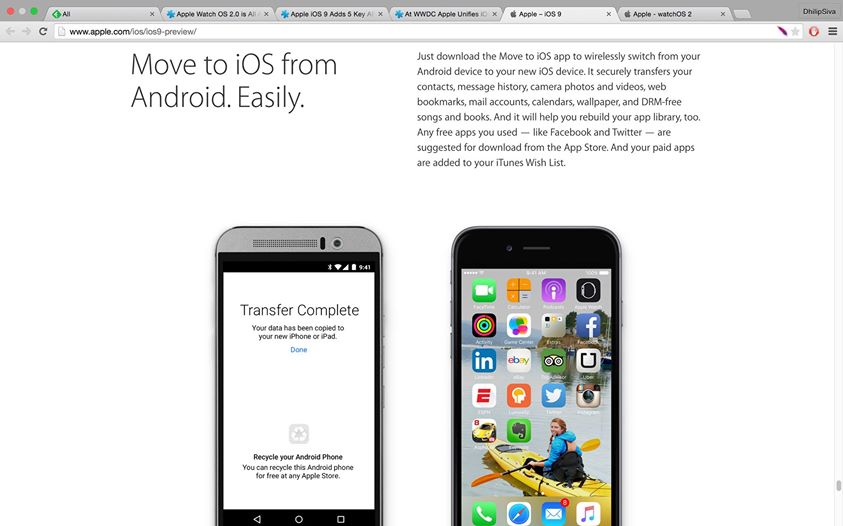 All
Apple Watch OS 2.0 is All
Apple iOS 9 Adds 5 Key Al
At WWDC Apple Unifies iO
Apple – iOS 9
Apple - watchOS 2
DhilipSiva
www.apple.com/ios/ios9-preview/
Move to iOS from
Android. Easily.
Just download the Move to iOS app to wirelessly switch from your
Android device to your new iOS device. It securely transfers your
contacts, message history, camera photos and videos, web
bookmarks, mail accounts, calendars, wallpaper, and DRM-free
songs and books. And it will help you rebuild your app library, too.
Any free apps you used — like Facebook and Twitter — are
suggested for download from the App Store. And your paid apps
are added to your iTunes Wish List.
9:41
Transfer Complete
Your data has been copied to
your new iPhone or iPad.
Done
Recycle your Android Phone
You can recycle this Android phone
for free at any Apple Store.
9:41 AM 100%
FaceTime Calculator Podcasts Apple Watch
Activity Game Center Extras Facebook
LinkedIn eBay TripAdvisor Uber
ESPN Lumosity Twitter Instagram
Evernote
8